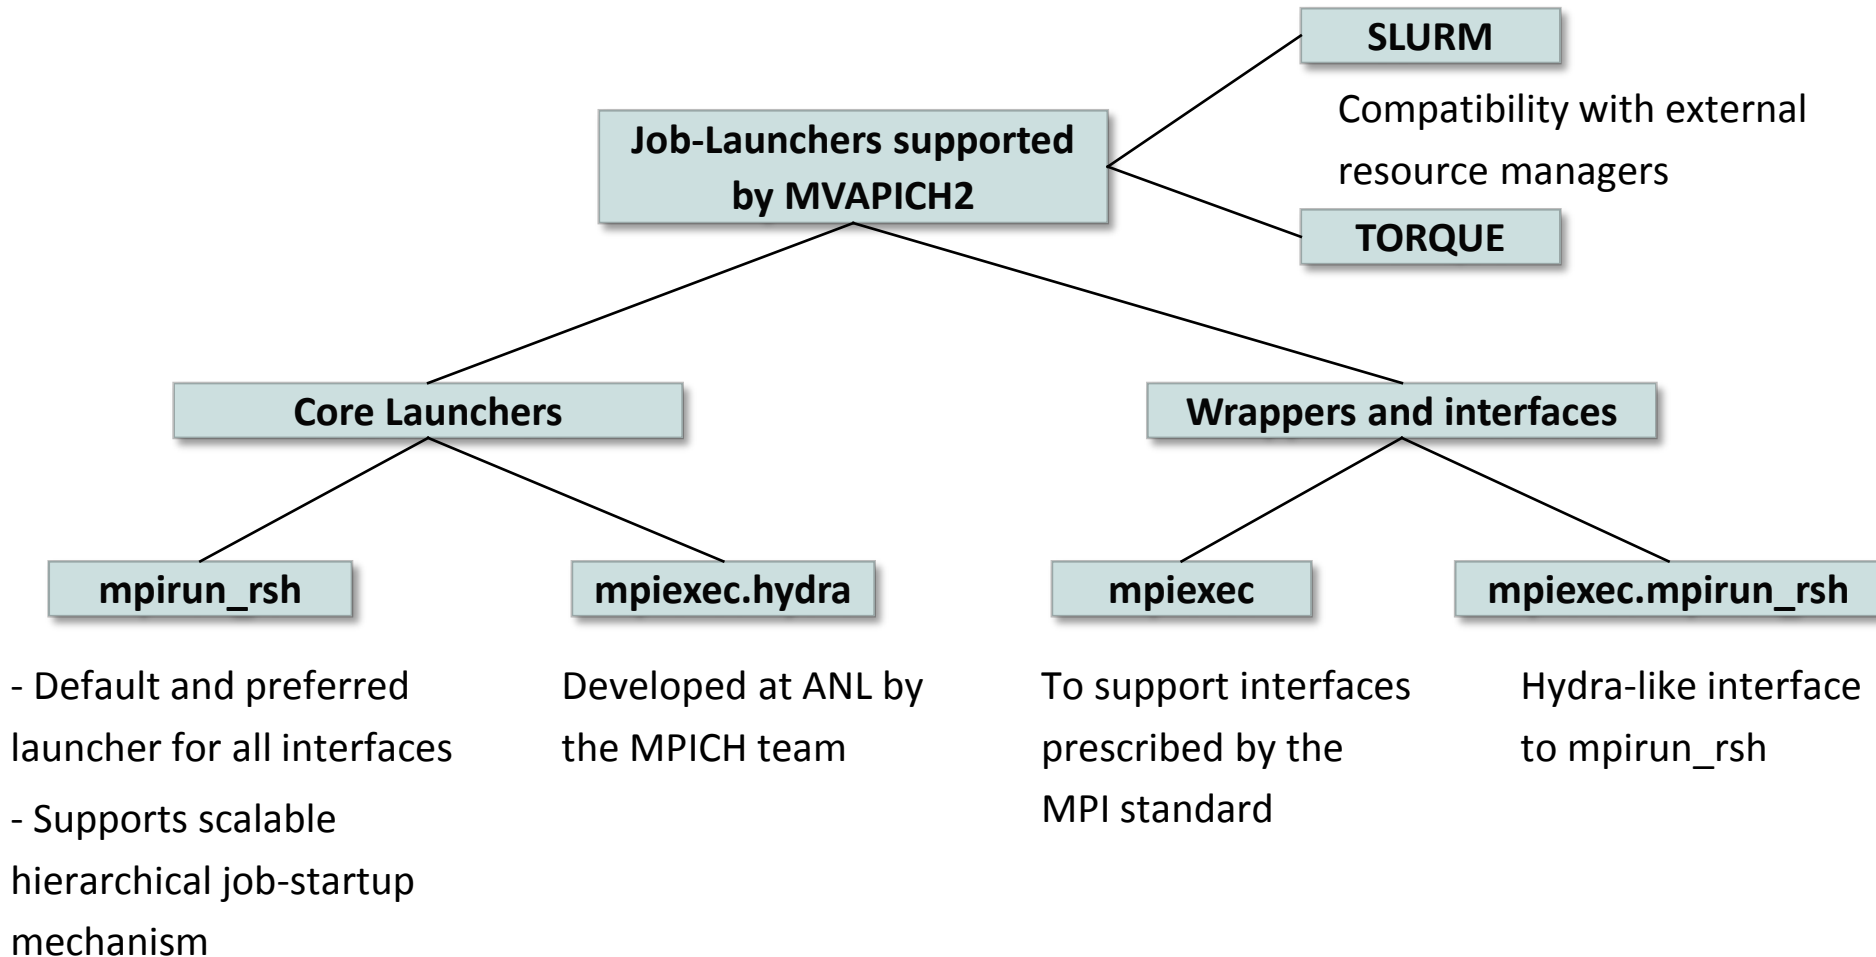 SLURM
Compatibility with external
resource managers
TORQUE
Job-Launchers supported
by MVAPICH2
Core Launchers
Wrappers and interfaces
mpirun_rsh
mpiexec.hydra
mpiexec
mpiexec.mpirun_rsh
- Default and preferred
launcher for all interfaces
- Supports scalable
hierarchical job-startup
mechanism
Developed at ANL by
the MPICH team
To support interfaces
prescribed by the
MPI standard
Hydra-like interface
to mpirun_rsh